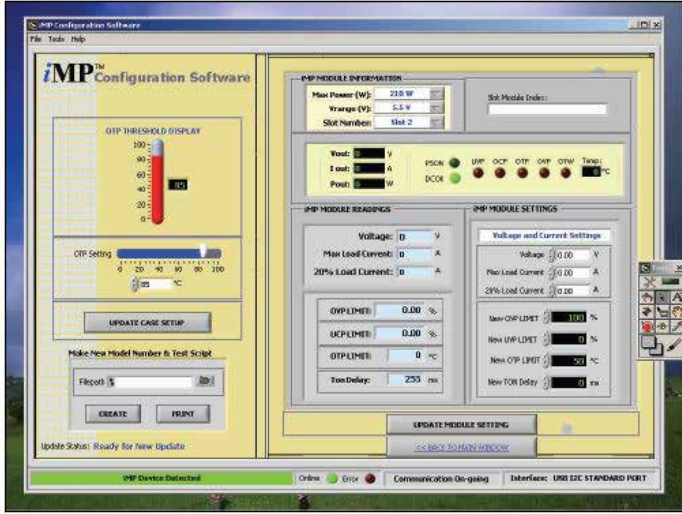 iMP Configuration Software
File Tools Help
iMP™ Configuration Software
OTP THRESHOLD DISPLAY
100
80
60
40
20
0
85
OTP Setting
0 20 40 60 80 100
85 °C
UPDATE CASE SETUP
Make New Model Number & Test Script
Filepath
CREATE PRINT
Update Status: Ready for New Update
iMP MODULE INFORMATION
Max Power (W): 210 W
Vrange (V): 5.5 V
Slot Number: Slot 2
Slot Module Index:
Vout: V
I out: A
Pout: W
PSON
DCOK
UVP OCP OTP OVP OTW Temp:
°C
iMP MODULE READINGS
Voltage: 0 V
Max Load Current: 0 A
20% Load Current: 0 A
OVP LIMIT: 0.00 %
UCP LIMIT: 0.00 %
OTP LIMIT: 0 °C
Ton Delay: 255 ms
iMP MODULE SETTINGS
Voltage and Current Settings
Voltage 0.00 V
Max Load Current 0.00 A
20% Load Current 0.00 A
New OVP LIMIT 100 %
New UVP LIMIT 0 %
New OTP LIMIT 50 °C
New TON Delay 0 ms
UPDATE MODULE SETTING
<< BACK TO MAIN WINDOW
iMP Device Detected
Online Error
Communication On-going
Interface: USB I2C STANDARD PORT